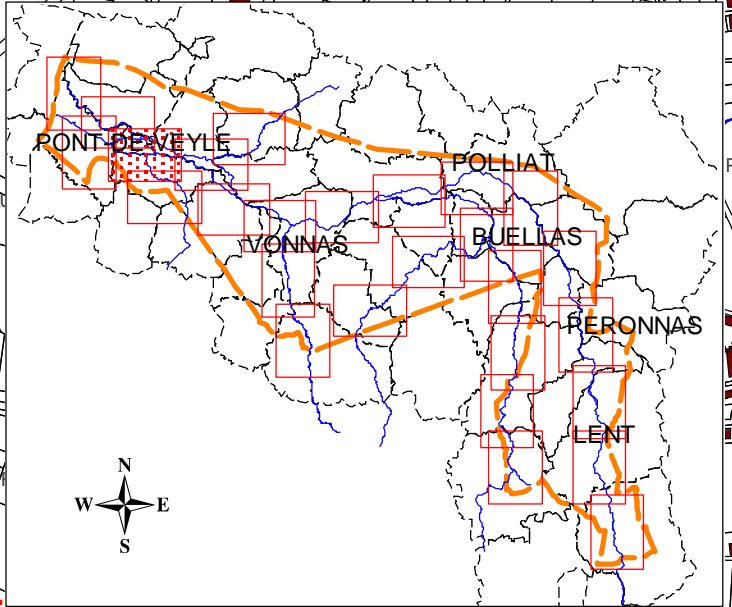 PONT-DE-VEYLE
POLLIAT
BUELLAS
VONNAS
PERONNAS
LENT
N
W E
S